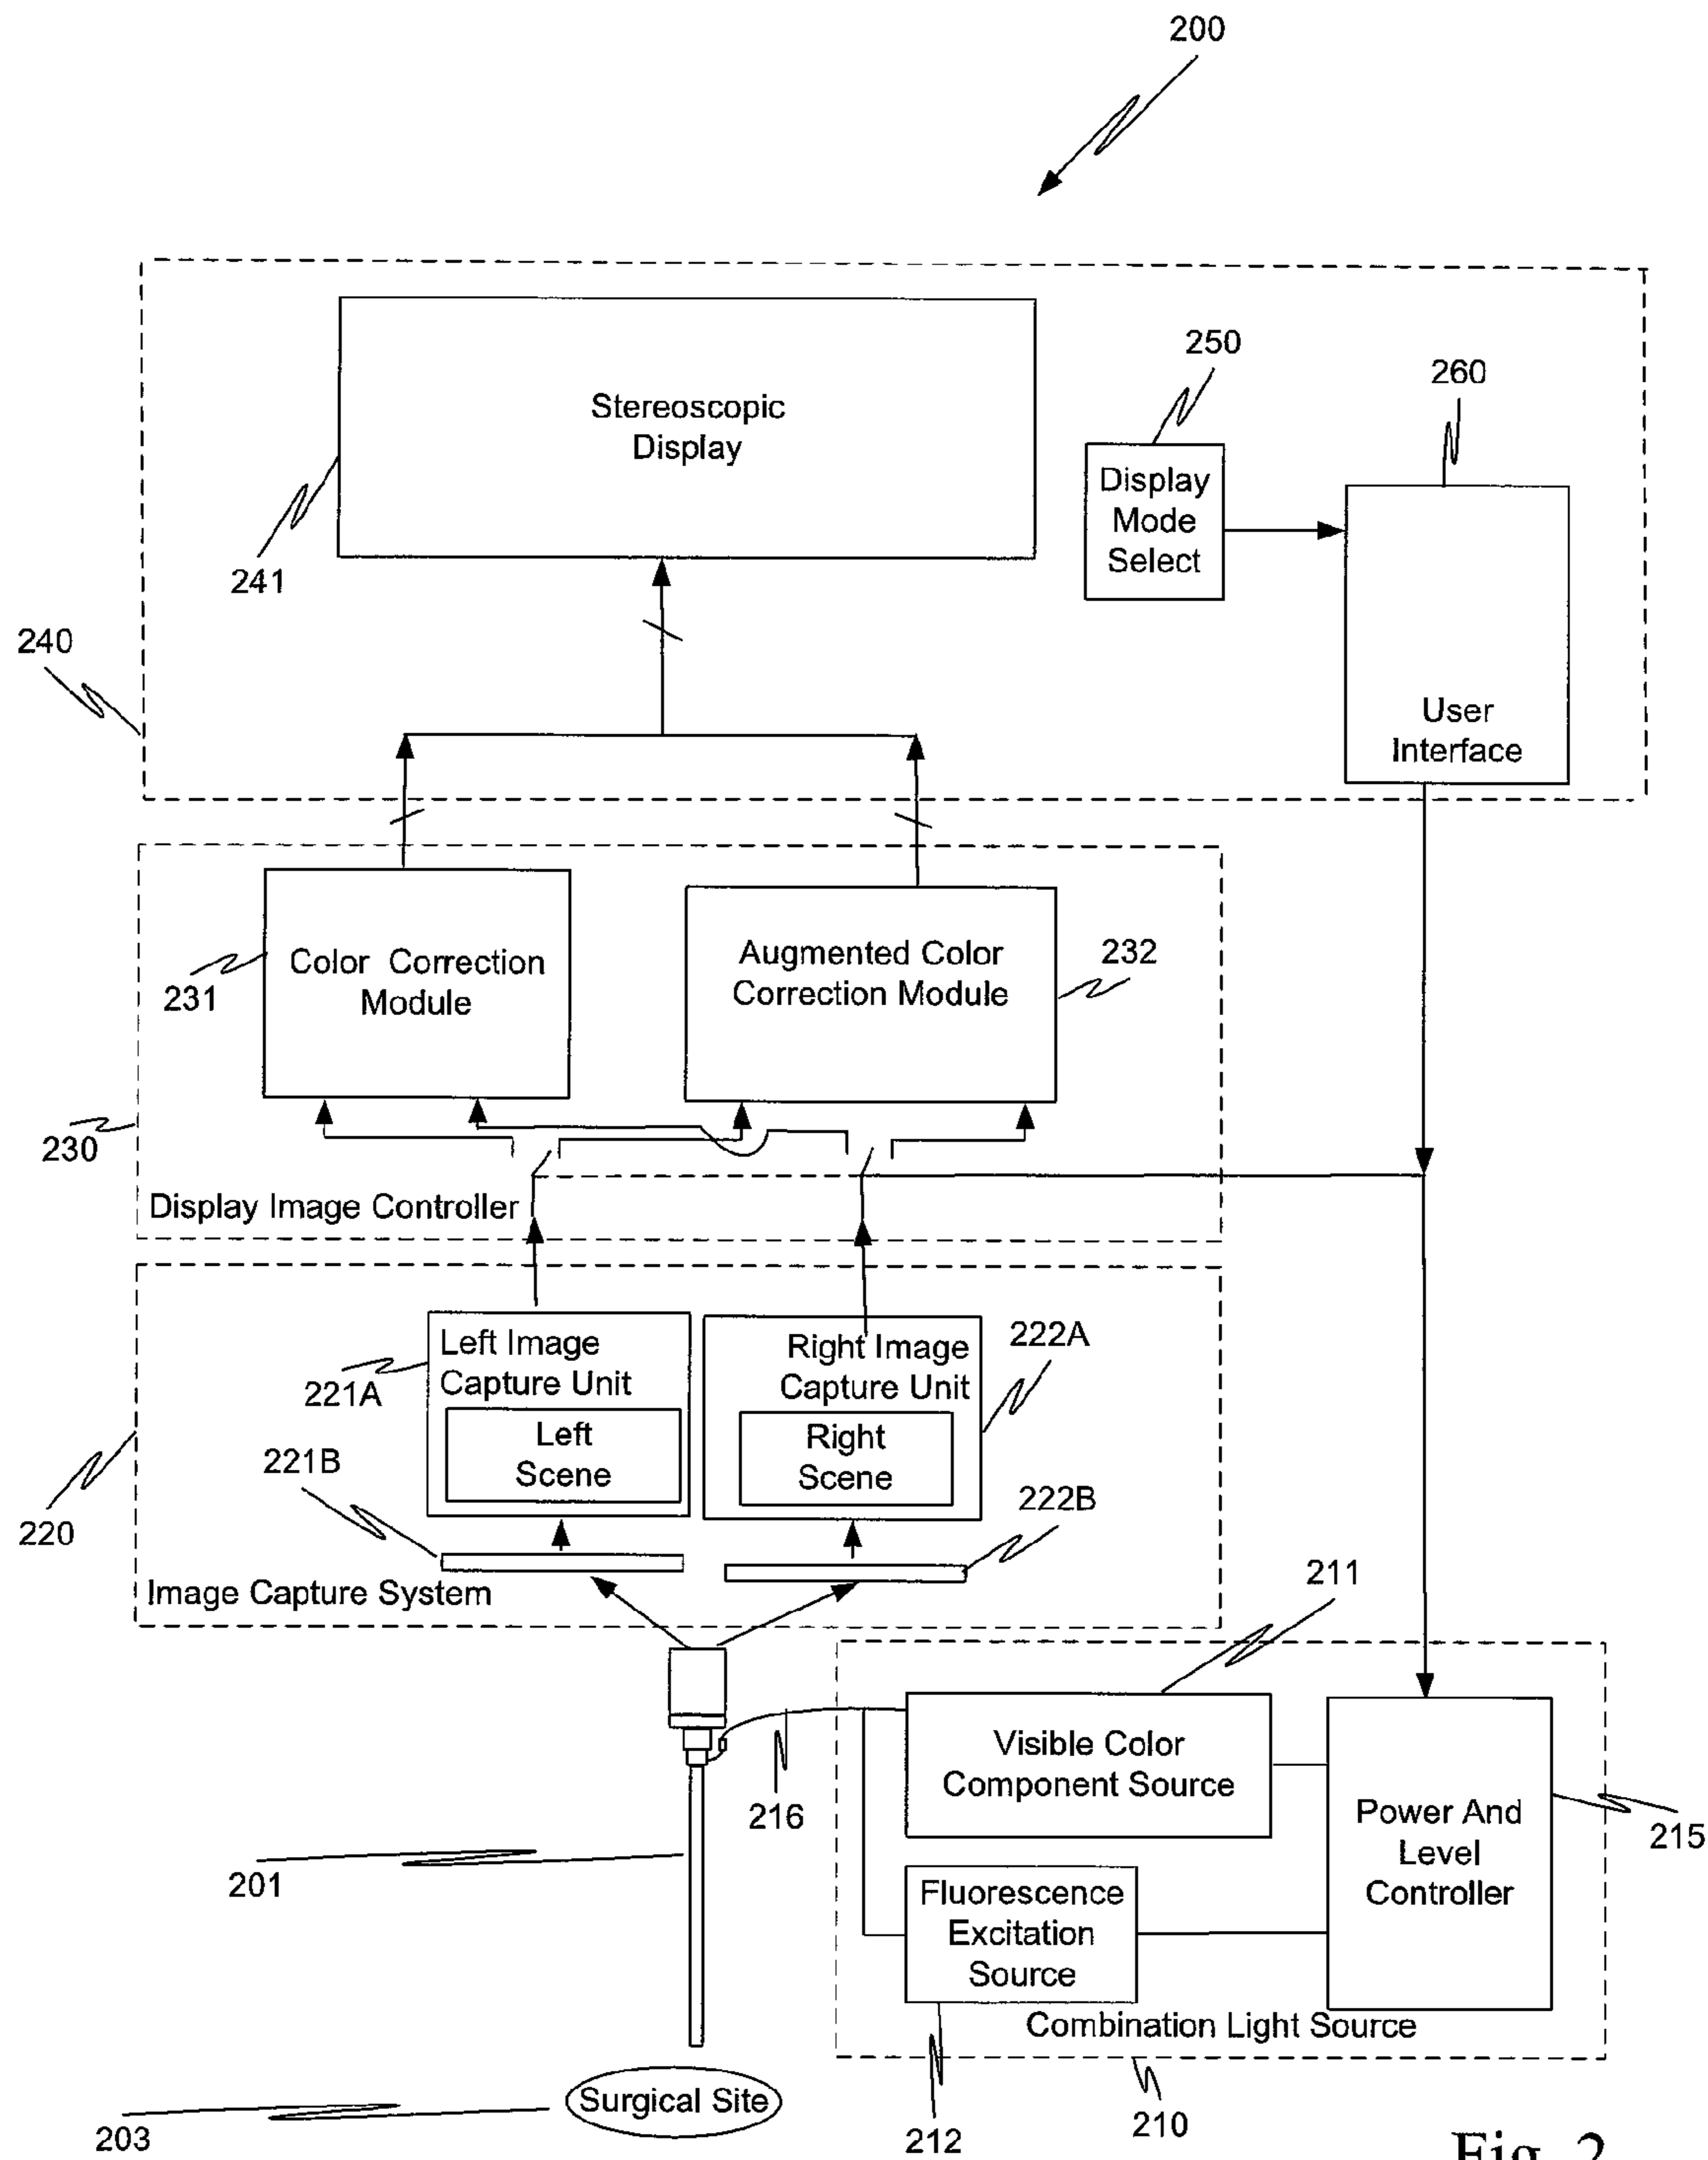 200
Stereoscopic
Display
241
240
250
Display
Mode
Select
260
User
Interface
Color Correction
Module
231
Augmented Color
Correction Module
232
230
Display Image Controller
Left Image
Capture Unit
Left
Scene
221A
Right Image
Capture Unit
Right
Scene
222A
221B
222B
220
Image Capture System
211
Visible Color
Component Source
216
Power And
Level
Controller
215
201
Fluorescence
Excitation
Source
Combination Light Source
Surgical Site
203
212
210
Fig. 2